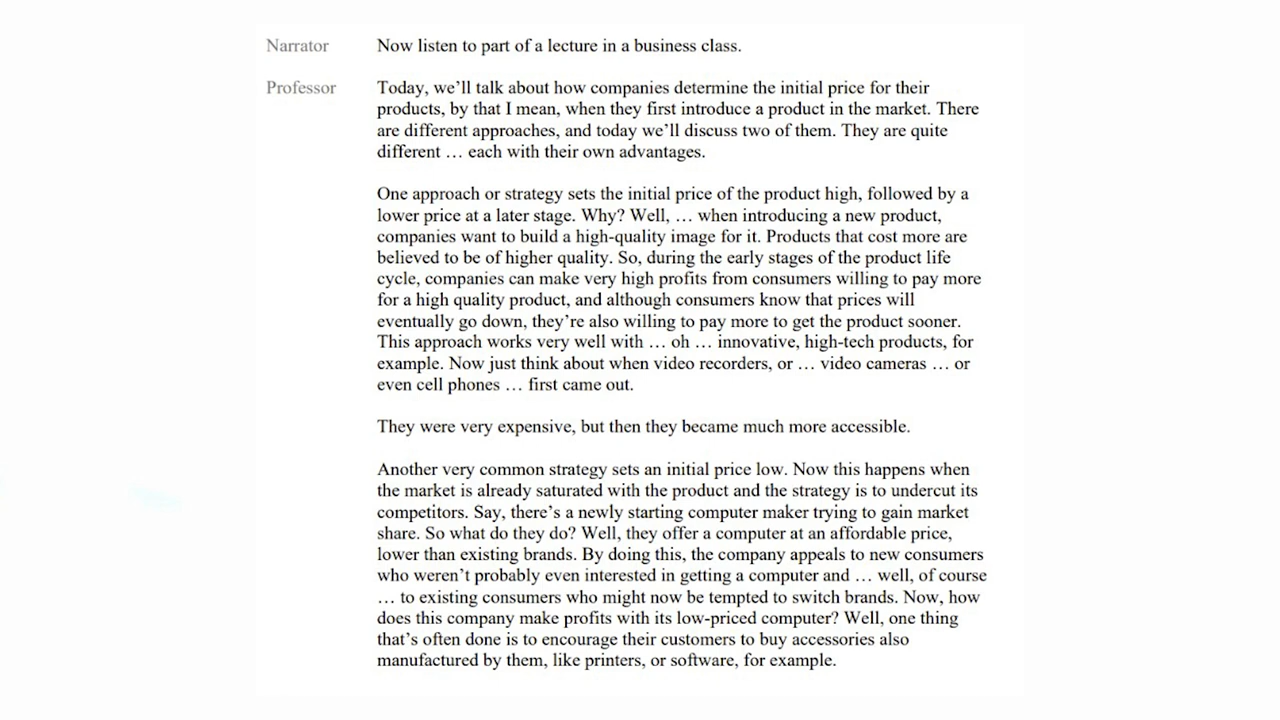 Narrator Now listen to part of a lecture in a business class.
Professor Today, we'll talk about how companies determine the initial price for their
products, by that I mean, when they first introduce a product in the market. There
are different approaches, and today we'll discuss two of them. They are quite
different … each with their own advantages.
One approach or strategy sets the initial price of the product high, followed by a
lower price at a later stage. Why? Well, … when introducing a new product,
companies want to build a high-quality image for it. Products that cost more are
believed to be of higher quality. So, during the early stages of the product life
cycle, companies can make very high profits from consumers willing to pay more
for a high quality product, and although consumers know that prices will
eventually go down, they're also willing to pay more to get the product sooner.
This approach works very well with … oh … innovative, high-tech products, for
example. Now just think about when video recorders, or … video cameras … or
even cell phones … first came out.
They were very expensive, but then they became much more accessible.
Another very common strategy sets an initial price low. Now this happens when
the market is already saturated with the product and the strategy is to undercut its
competitors. Say, there's a newly starting computer maker trying to gain market
share. So what do they do? Well, they offer a computer at an affordable price,
lower than existing brands. By doing this, the company appeals to new consumers
who weren't probably even interested in getting a computer and … well, of course
… to existing consumers who might now be tempted to switch brands. Now, how
does this company make profits with its low-priced computer? Well, one thing
that's often done is to encourage their customers to buy accessories also
manufactured by them, like printers, or software, for example.